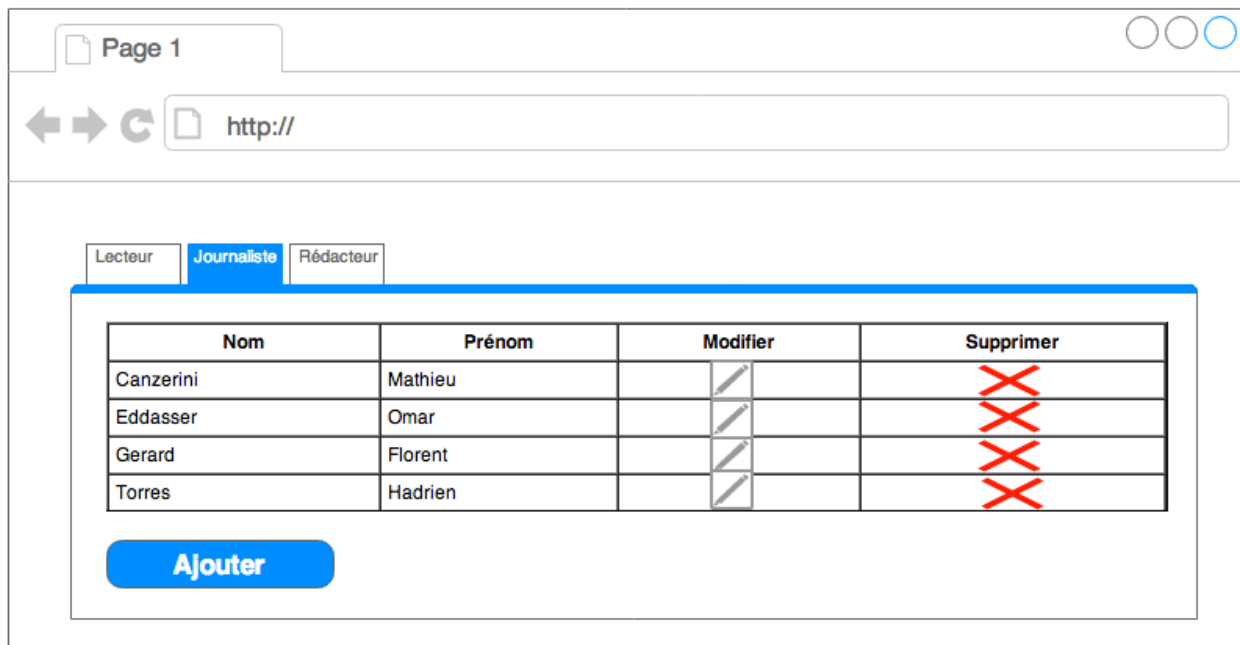 Page 1
http://
Lecteur Journaliste Rédacteur
Nom Prénom Modifier Supprimer
Canzerini Mathieu
Eddasser Omar
Gerard Florent
Torres Hadrien
Ajouter